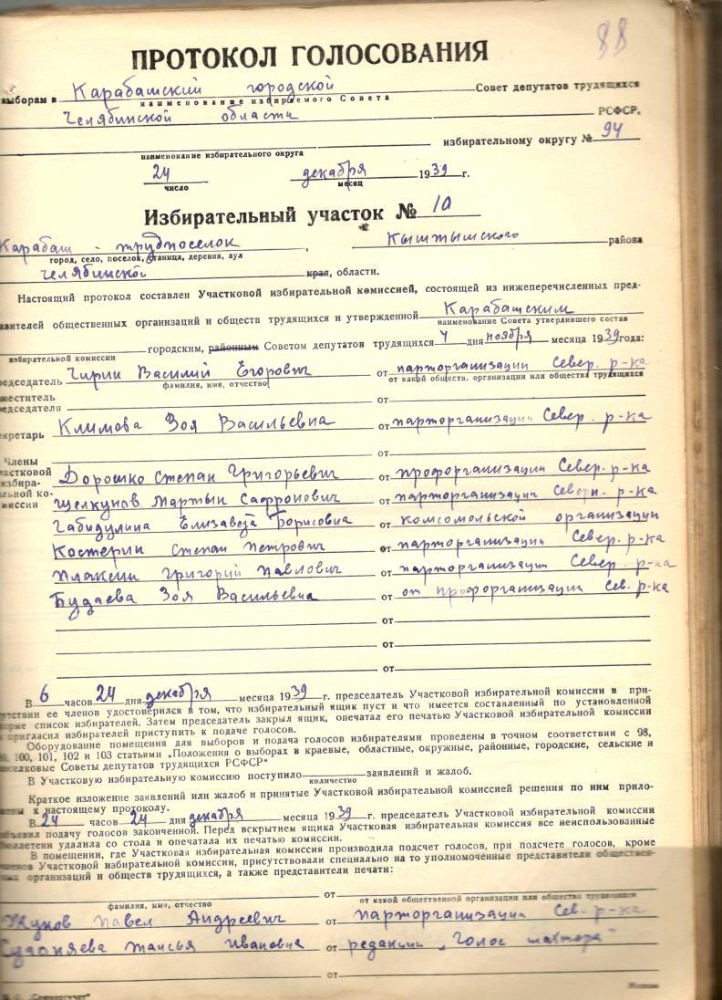 88
ПРОТОКОЛ ГОЛОСОВАНИЯ
выборам в Карабашский городской Совет депутатов трудящихся
наименование избираемого Совета
Челябинской области РСФСР,
избирательному округу № 94
наименование избирательного округа
24 декабря 1939 г.
число месяц
Избирательный участок № 10
Карабаш - трудпоселок, Кыштымского района
город, село, поселок, станица, деревня, аул
Челябинской края, области.
Настоящий протокол составлен Участковой избирательной комиссией, состоящей из нижеперечисленных пред-
авителей общественных организаций и обществ трудящихся и утвержденной Карабашским
наименование Совета утвердившего состав
городским, районным Советом депутатов трудящихся 4 дня ноября месяца 1939 года:
избирательной комиссии
редседатель Чирии Василий Егорович от парторганизации Север. р-ка
фамилия, имя, отчество от какой обществ. организации или общества трудящихся
меститель
редседателя от
екретарь Климова Зоя Васильевна от парторганизации Север. р-ка
от
Члены
частковой Дорошко Степан Григорьевич от профорганизации Север. р-ка
избира-
льной ко- Щелкунов Мартын Сафронович от парторганизации Северн. р-ка
миссии
Габидулина Елизавета Борисовна от комсомольской организации
Костерин Степан Петрович от парторганизации Север. р-ка
Плаксин Григорий Павлович от парторганизации Север. р-ка
Будаева Зоя Васильевна от от профорганизации Сев. р-ка
от
от
от
В 6 часов 24 дня декабря месяца 1939 г. председатель Участковой избирательной комиссии в при-
утствии ее членов удостоверился в том, что избирательный ящик пуст и что имеется составленный по установленной
орме список избирателей. Затем председатель закрыл ящик, опечатал его печатью Участковой избирательной комиссии
и пригласил избирателей приступить к подаче голосов.
Оборудование помещения для выборов и подача голосов избирателями проведены в точном соответствии с 98,
100, 101, 102 и 103 статьями „Положения о выборах в краевые, областные, окружные, районные, городские, сельские и
оселковые Советы депутатов трудящихся РСФСР“
В Участковую избирательную комиссию поступило заявлений и жалоб.
количество
Краткое изложение заявлений или жалоб и принятые Участковой избирательной комиссией решения по ним прило-
жены к настоящему протоколу.
В 24 часов 24 дня декабря месяца 1939 г. председатель Участковой избирательной комиссии
объявил подачу голосов законченной. Перед вскрытием ящика Участковая избирательная комиссия все неиспользованные
бюллетени удалила со стола и опечатала их печатью комиссии.
В помещении, где Участковая избирательная комиссия производила подсчет голосов, при подсчете голосов, кроме
членов Участковой избирательной комиссии, присутствовали специально на то уполномоченные представители обществен-
ных организаций и обществ трудящихся, а также представители печати:
от
фамилия, имя, отчество от какой общественной организации или общества трудящихся
Жуков Павел Андреевич от парторганизации Сев. р-ка
Таисья Ивановна от редакции „Голос шахтера“
от